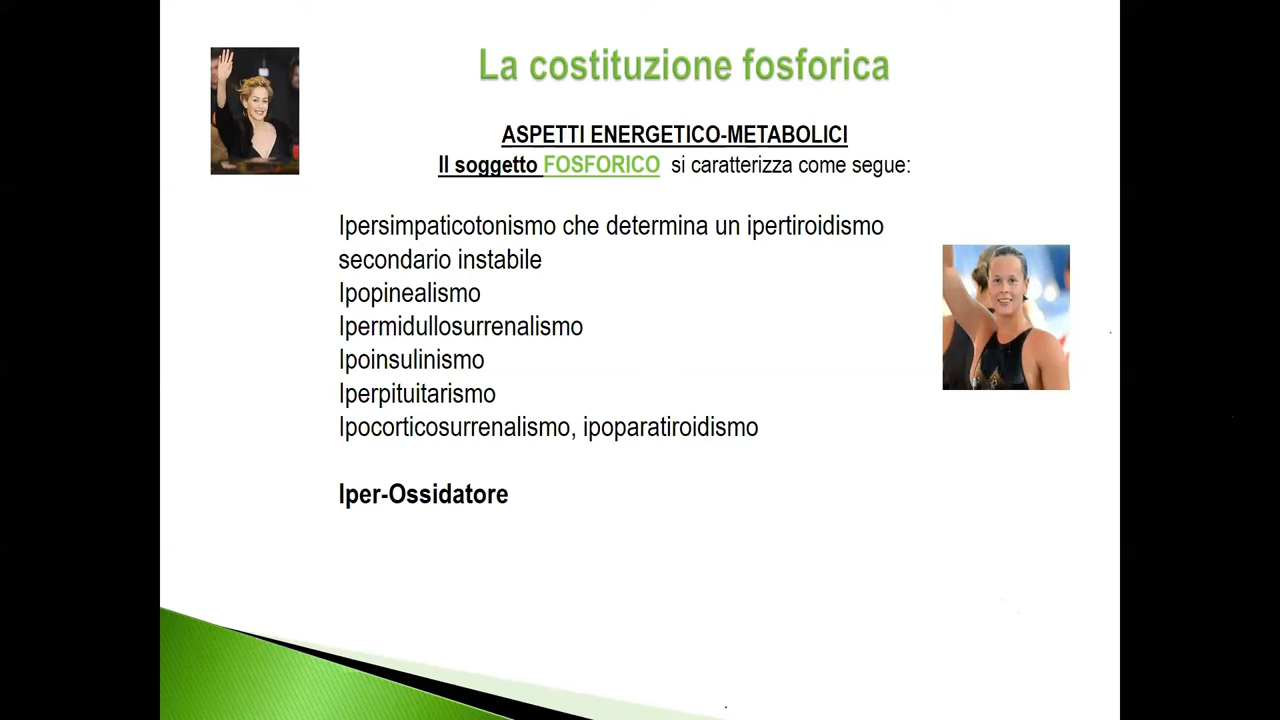 La costituzione fosforica
ASPETTI ENERGETICO-METABOLICI
Il soggetto FOSFORICO si caratterizza come segue:
Ipersimpaticotonismo che determina un ipertiroidismo
secondario instabile
Ipopinealismo
Ipermidullosurrenalismo
Ipoinsulinismo
Iperpituitarismo
Ipocorticosurrenalismo, ipoparatiroidismo
Iper-Ossidatore